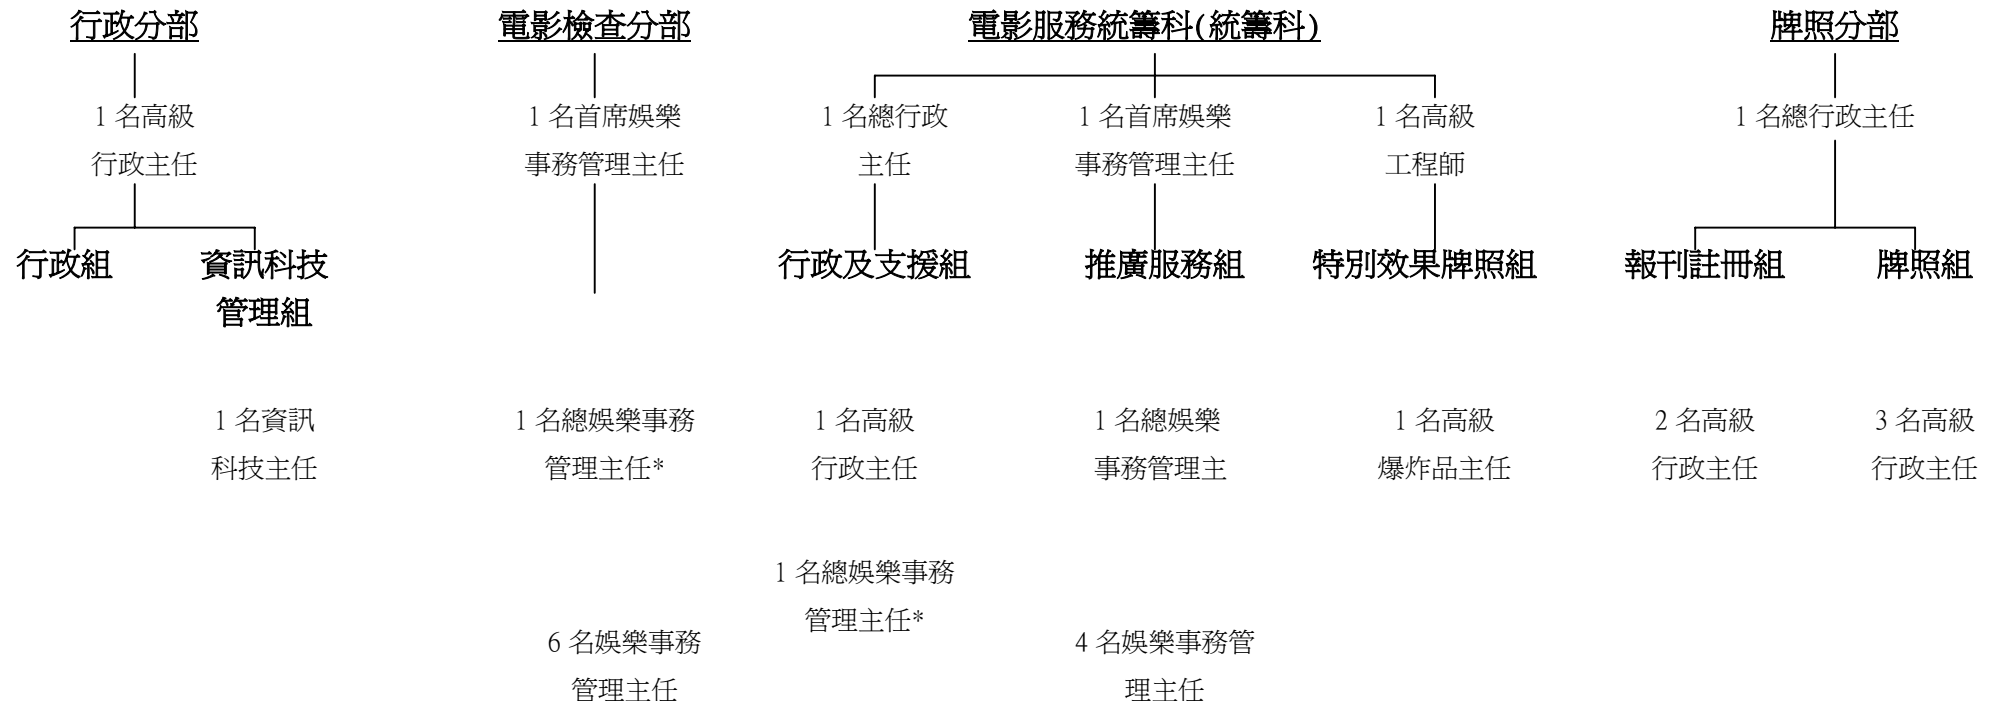 行政分部
電影檢查分部
電影服務統籌科(統籌科)
牌照分部
1 名高級
行政主任
1 名首席娛樂
事務管理主任
1 名總行政
主任
1 名首席娛樂
事務管理主任
1 名高級
工程師
1 名總行政主任
行政組
資訊科技
管理組
行政及支援組
推廣服務組
特別效果牌照組
報刊註冊組
牌照組
1 名資訊
科技主任
1 名總娛樂事務
管理主任*
1 名高級
行政主任
1 名總娛樂
事務管理主
1 名高級
爆炸品主任
2 名高級
行政主任
3 名高級
行政主任
1 名總娛樂事務
管理主任*
6 名娛樂事務
管理主任
4 名娛樂事務管
理主任